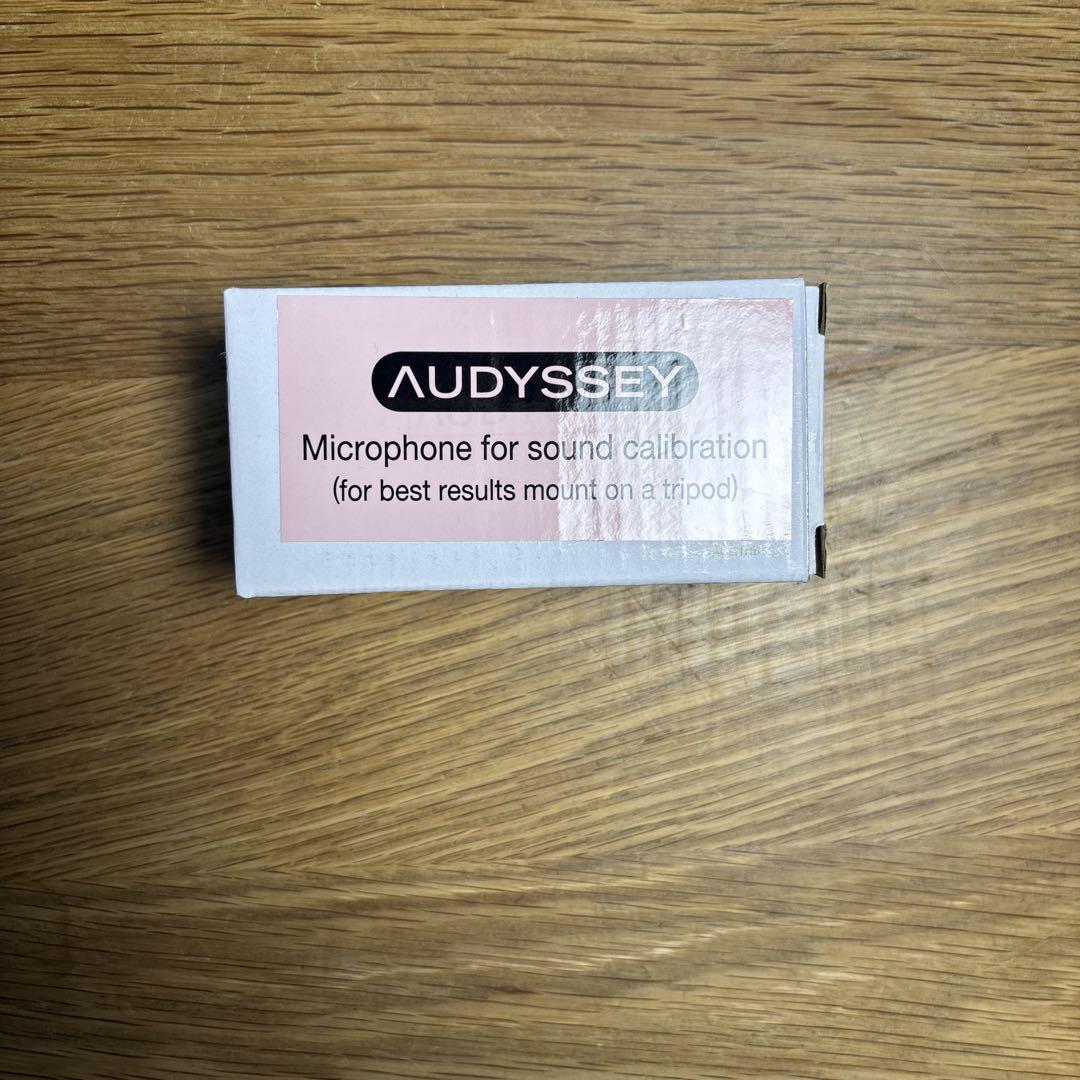 AUDYSSEY
Microphone for sound calibration
(for best results mount on a tripod)